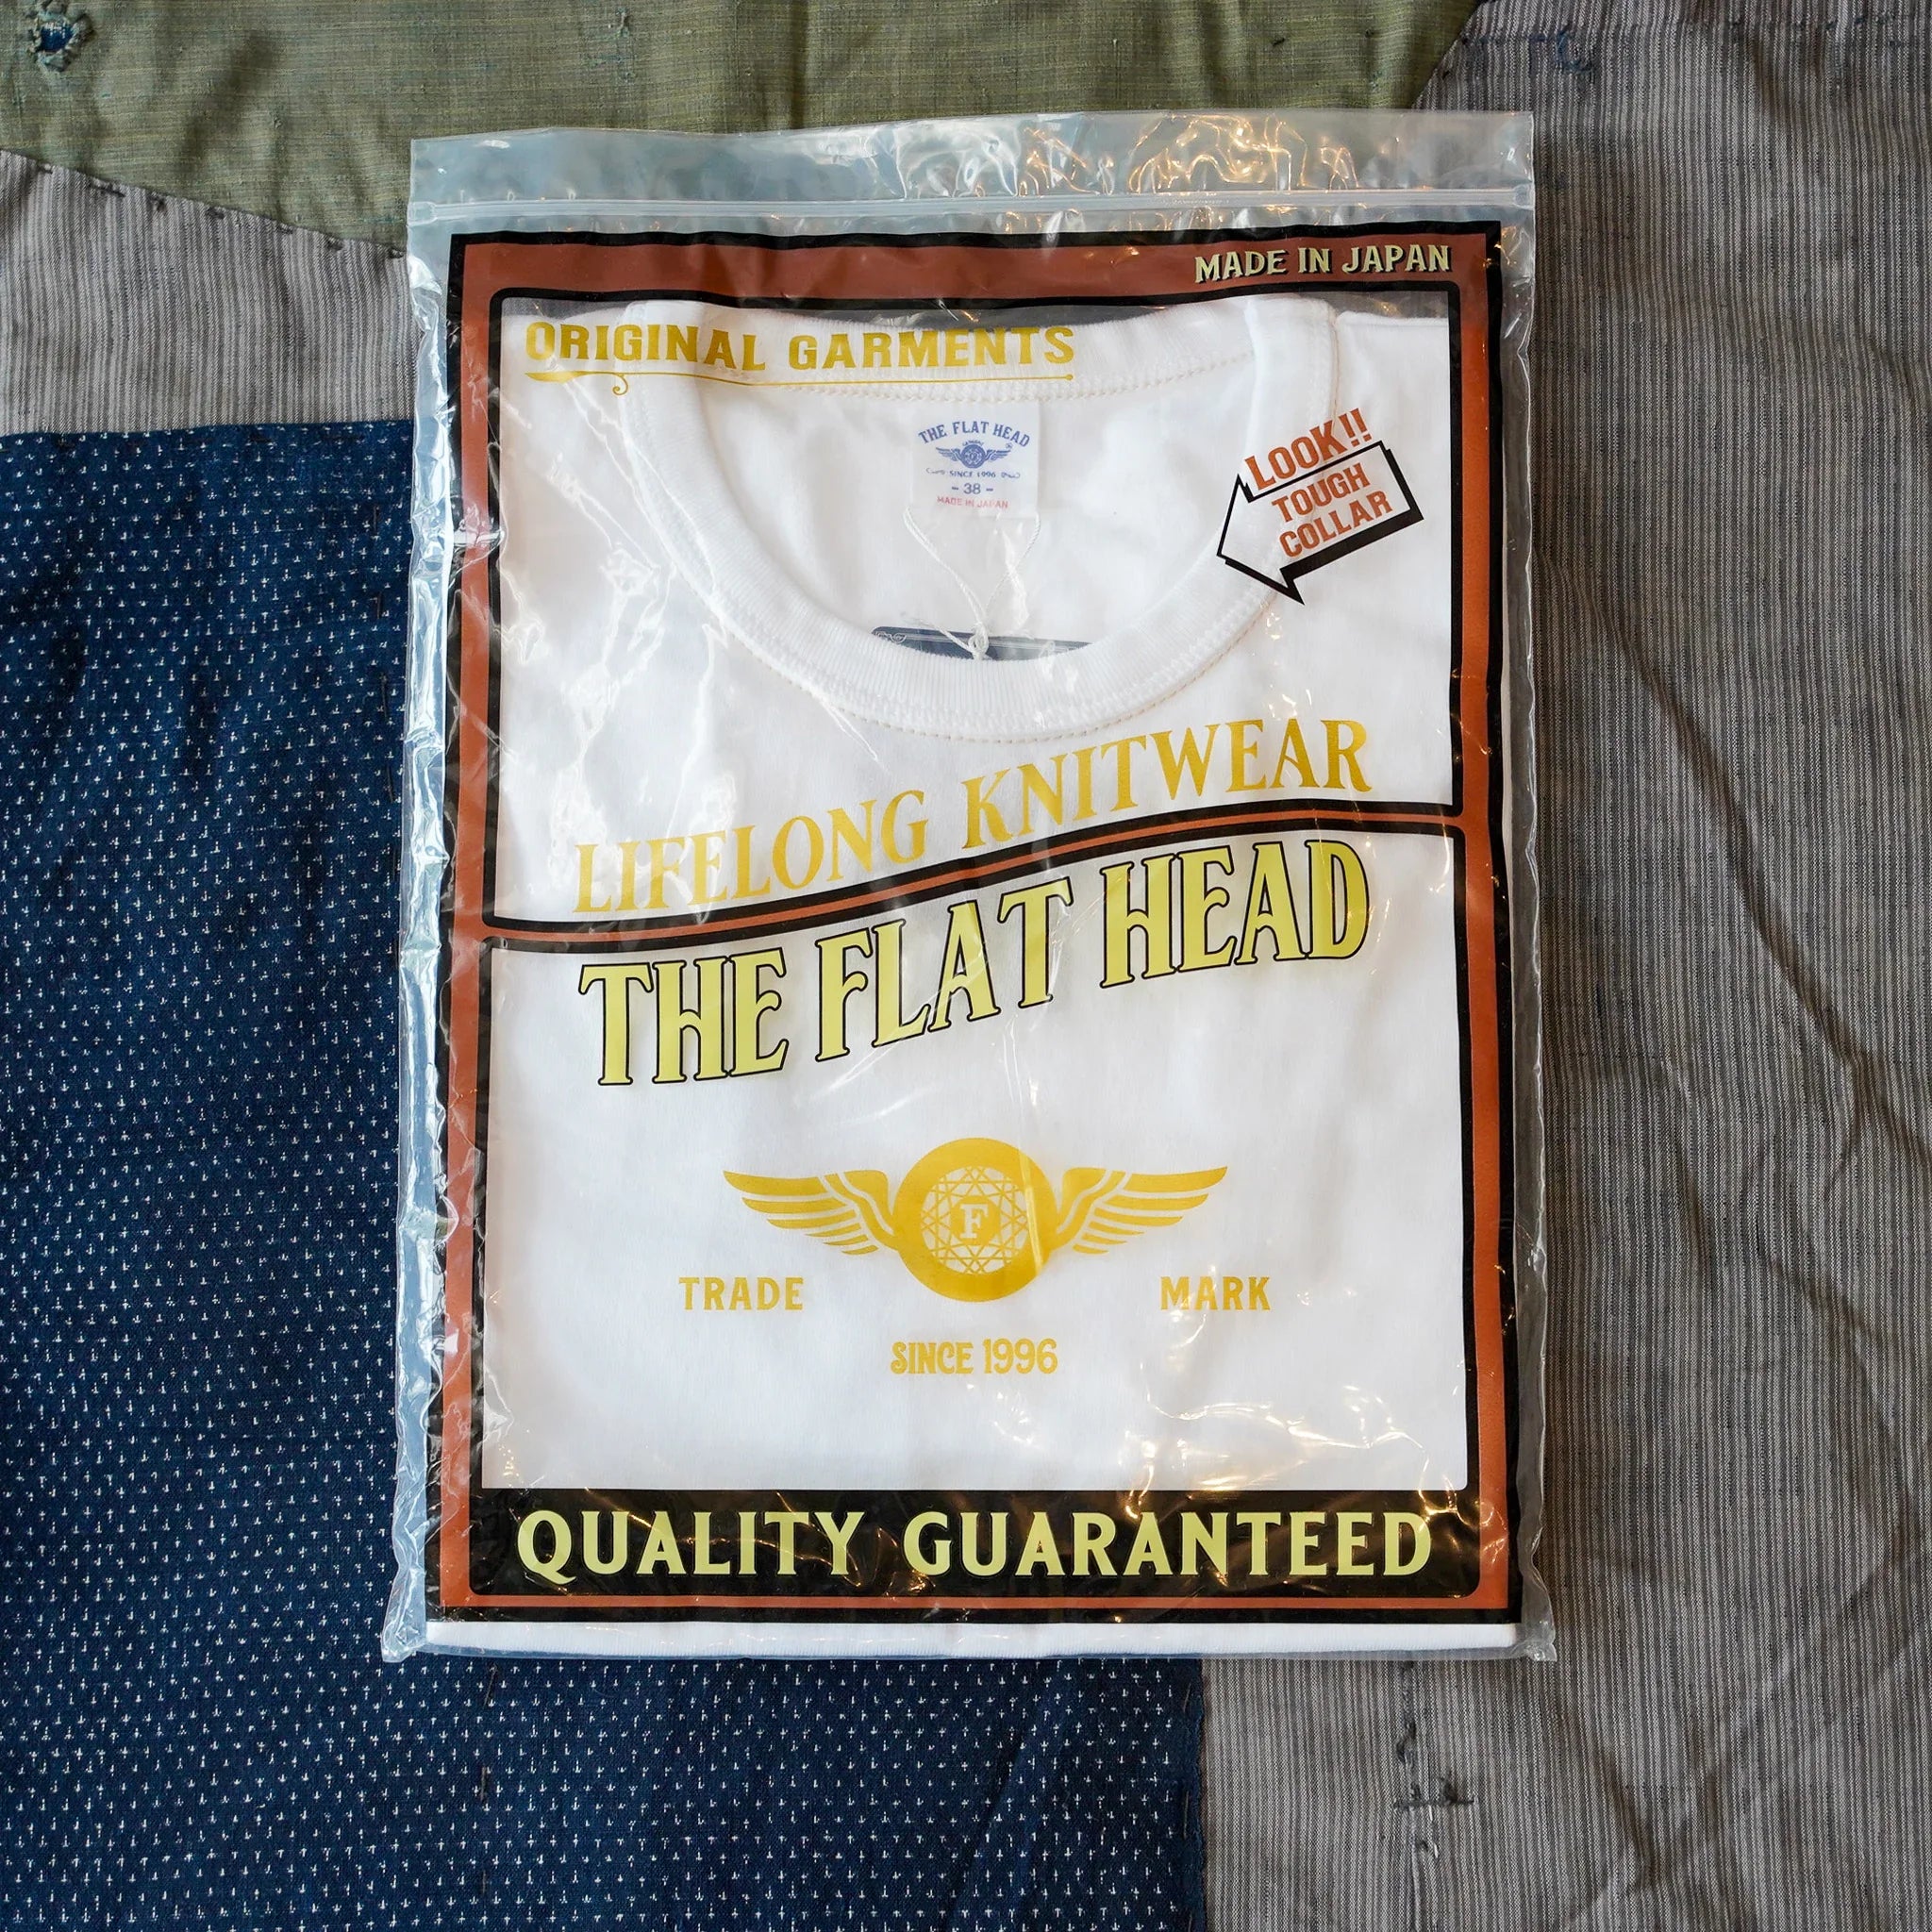 MADE IN JAPAN
ORIGINAL GARMENTS
THE FLAT HEAD
SINCE 1996
- 38 -
MADE IN JAPAN
LOOK!!
TOUGH
COLLAR
LIFELONG KNITWEAR
THE FLAT HEAD
F
TRADE MARK
SINCE 1996
QUALITY GUARANTEED